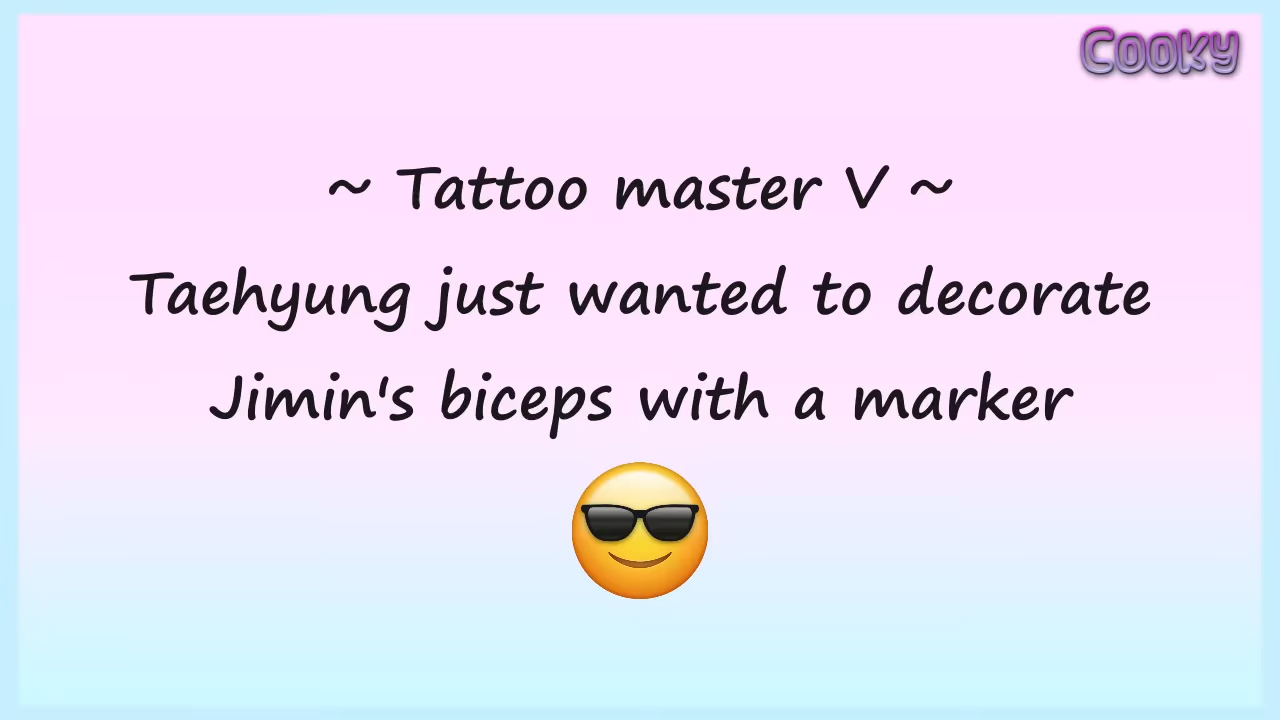 Cooky
~ Tattoo master V ~
Taehyung just wanted to decorate
Jimin's biceps with a marker